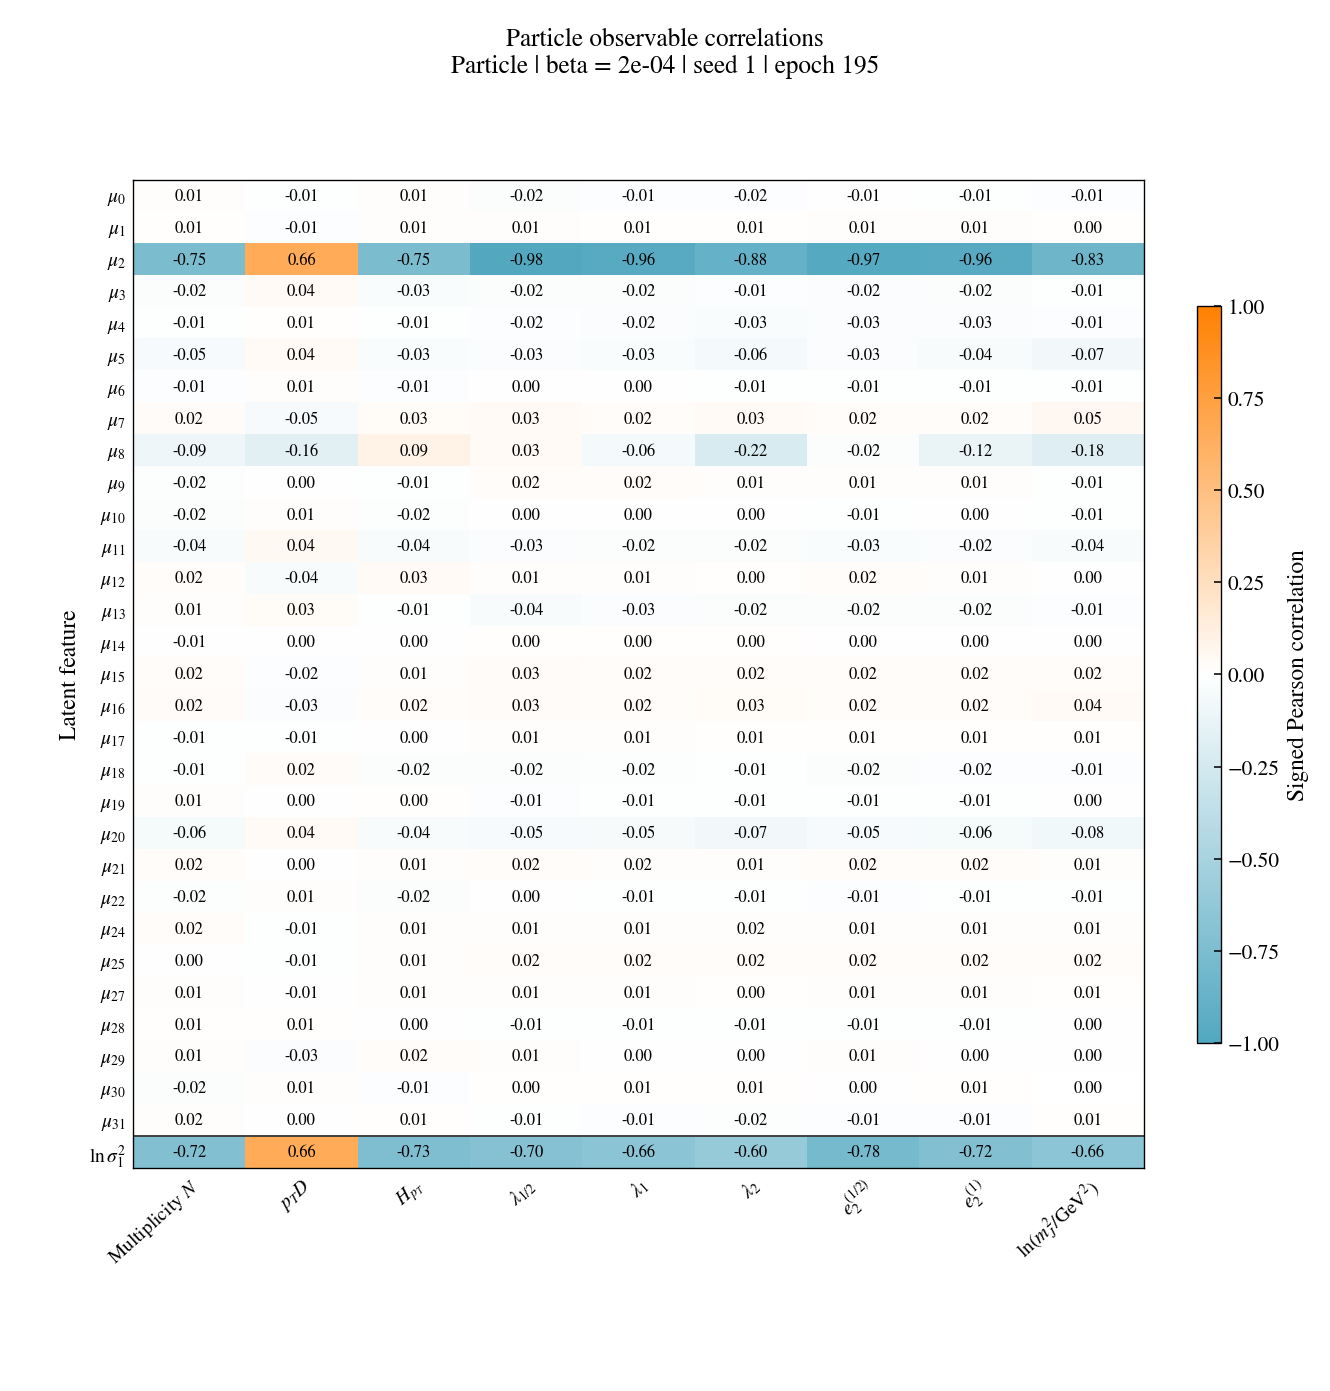 Particle observable correlations
Particle | beta = 2e-04 | seed 1 | epoch 195
μ0 0.01 -0.01 0.01 -0.02 -0.01 -0.02 -0.01 -0.01 -0.01
μ1 0.01 -0.01 0.01 0.01 0.01 0.01 0.01 0.01 0.00
μ2 -0.75 0.66 -0.75 -0.98 -0.96 -0.88 -0.97 -0.96 -0.83
μ3 -0.02 0.04 -0.03 -0.02 -0.02 -0.01 -0.02 -0.02 -0.01
μ4 -0.01 0.01 -0.01 -0.02 -0.02 -0.03 -0.03 -0.03 -0.01
μ5 -0.05 0.04 -0.03 -0.03 -0.03 -0.06 -0.03 -0.04 -0.07
μ6 -0.01 0.01 -0.01 0.00 0.00 -0.01 -0.01 -0.01 -0.01
μ7 0.02 -0.05 0.03 0.03 0.02 0.03 0.02 0.02 0.05
μ8 -0.09 -0.16 0.09 0.03 -0.06 -0.22 -0.02 -0.12 -0.18
μ9 -0.02 0.00 -0.01 0.02 0.02 0.01 0.01 0.01 -0.01
μ10 -0.02 0.01 -0.02 0.00 0.00 0.00 -0.01 0.00 -0.01
μ11 -0.04 0.04 -0.04 -0.03 -0.02 -0.02 -0.03 -0.02 -0.04
μ12 0.02 -0.04 0.03 0.01 0.01 0.00 0.02 0.01 0.00
μ13 0.01 0.03 -0.01 -0.04 -0.03 -0.02 -0.02 -0.02 -0.01
μ14 -0.01 0.00 0.00 0.00 0.00 0.00 0.00 0.00 0.00
μ15 0.02 -0.02 0.01 0.03 0.02 0.02 0.02 0.02 0.02
μ16 0.02 -0.03 0.02 0.03 0.02 0.03 0.02 0.02 0.04
μ17 -0.01 -0.01 0.00 0.01 0.01 0.01 0.01 0.01 0.01
μ18 -0.01 0.02 -0.02 -0.02 -0.02 -0.01 -0.02 -0.02 -0.01
μ19 0.01 0.00 0.00 -0.01 -0.01 -0.01 -0.01 -0.01 0.00
μ20 -0.06 0.04 -0.04 -0.05 -0.05 -0.07 -0.05 -0.06 -0.08
μ21 0.02 0.00 0.01 0.02 0.02 0.01 0.02 0.02 0.01
μ22 -0.02 0.01 -0.02 0.00 -0.01 -0.01 -0.01 -0.01 -0.01
μ24 0.02 -0.01 0.01 0.01 0.01 0.02 0.01 0.01 0.01
μ25 0.00 -0.01 0.01 0.02 0.02 0.02 0.02 0.02 0.02
μ27 0.01 -0.01 0.01 0.01 0.01 0.00 0.01 0.01 0.01
μ28 0.01 0.01 0.00 -0.01 -0.01 -0.01 -0.01 -0.01 0.00
μ29 0.01 -0.03 0.02 0.01 0.00 0.00 0.01 0.00 0.00
μ30 -0.02 0.01 -0.01 0.00 0.01 0.01 0.00 0.01 0.00
μ31 0.02 0.00 0.01 -0.01 -0.01 -0.02 -0.01 -0.01 0.01
ln σ₁² -0.72 0.66 -0.73 -0.70 -0.66 -0.60 -0.78 -0.72 -0.66
Multiplicity N
pTD
HpT
λ1/2
λ1
λ2
e₂^(1/2)
e₂^(1)
ln(mJ²/GeV²)
Latent feature
1.00
0.75
0.50
0.25
0.00
−0.25
−0.50
−0.75
−1.00
Signed Pearson correlation